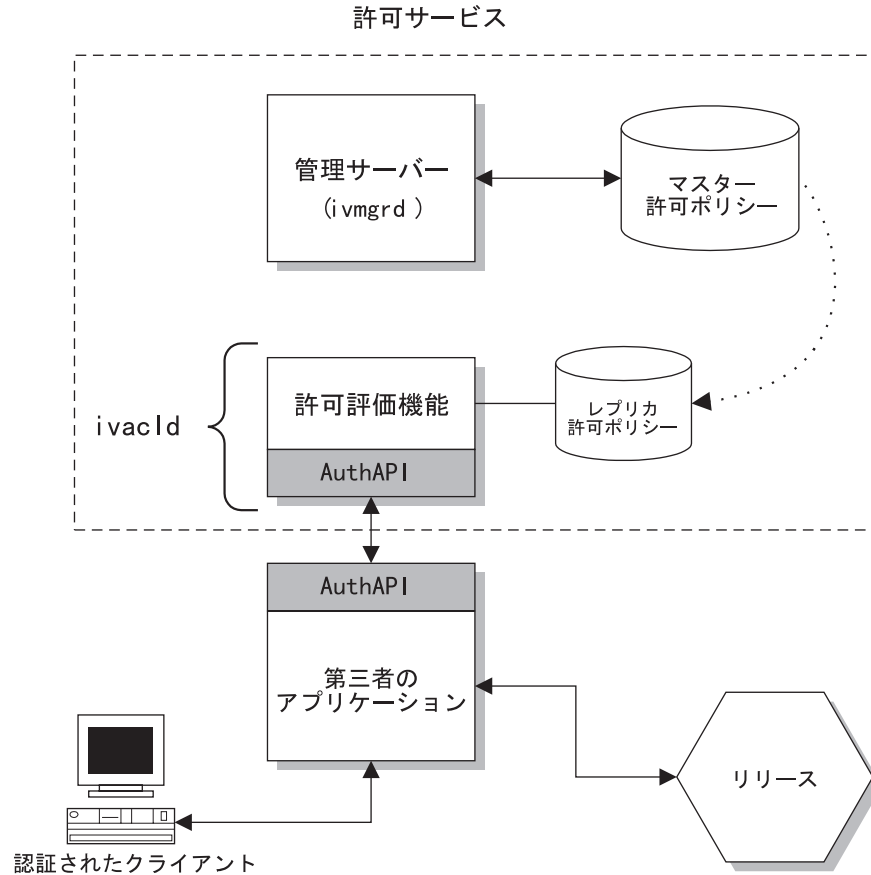 許可サービス
管理サーバー
(ivmgrd )
マスター
許可ポリシー
ivacld
許可評価機能
AuthAPI
レプリカ
許可ポリシー
AuthAPI
第三者の
アプリケーション
リリース
認証されたクライアント